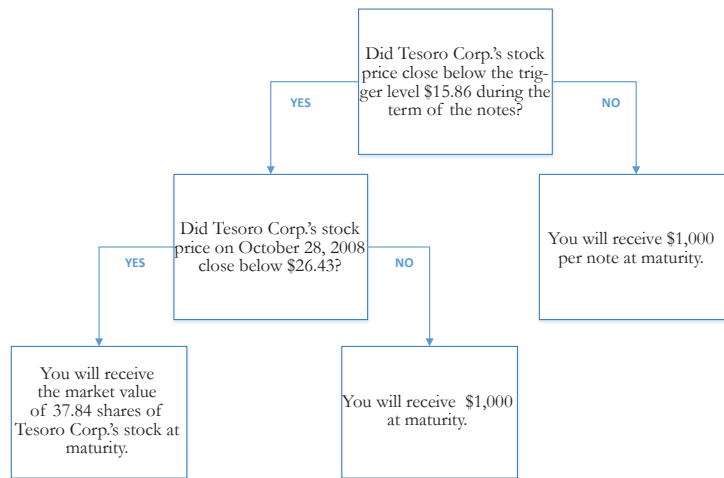 Did Tesoro Corp.'s stock
price close below the trig-
ger level $15.86 during the
term of the notes?
YES
NO
Did Tesoro Corp.'s stock
price on October 28, 2008
close below $26.43?
You will receive $1,000
per note at maturity.
YES
NO
You will receive
the market value
of 37.84 shares of
Tesoro Corp.'s stock at
maturity.
You will receive $1,000
at maturity.